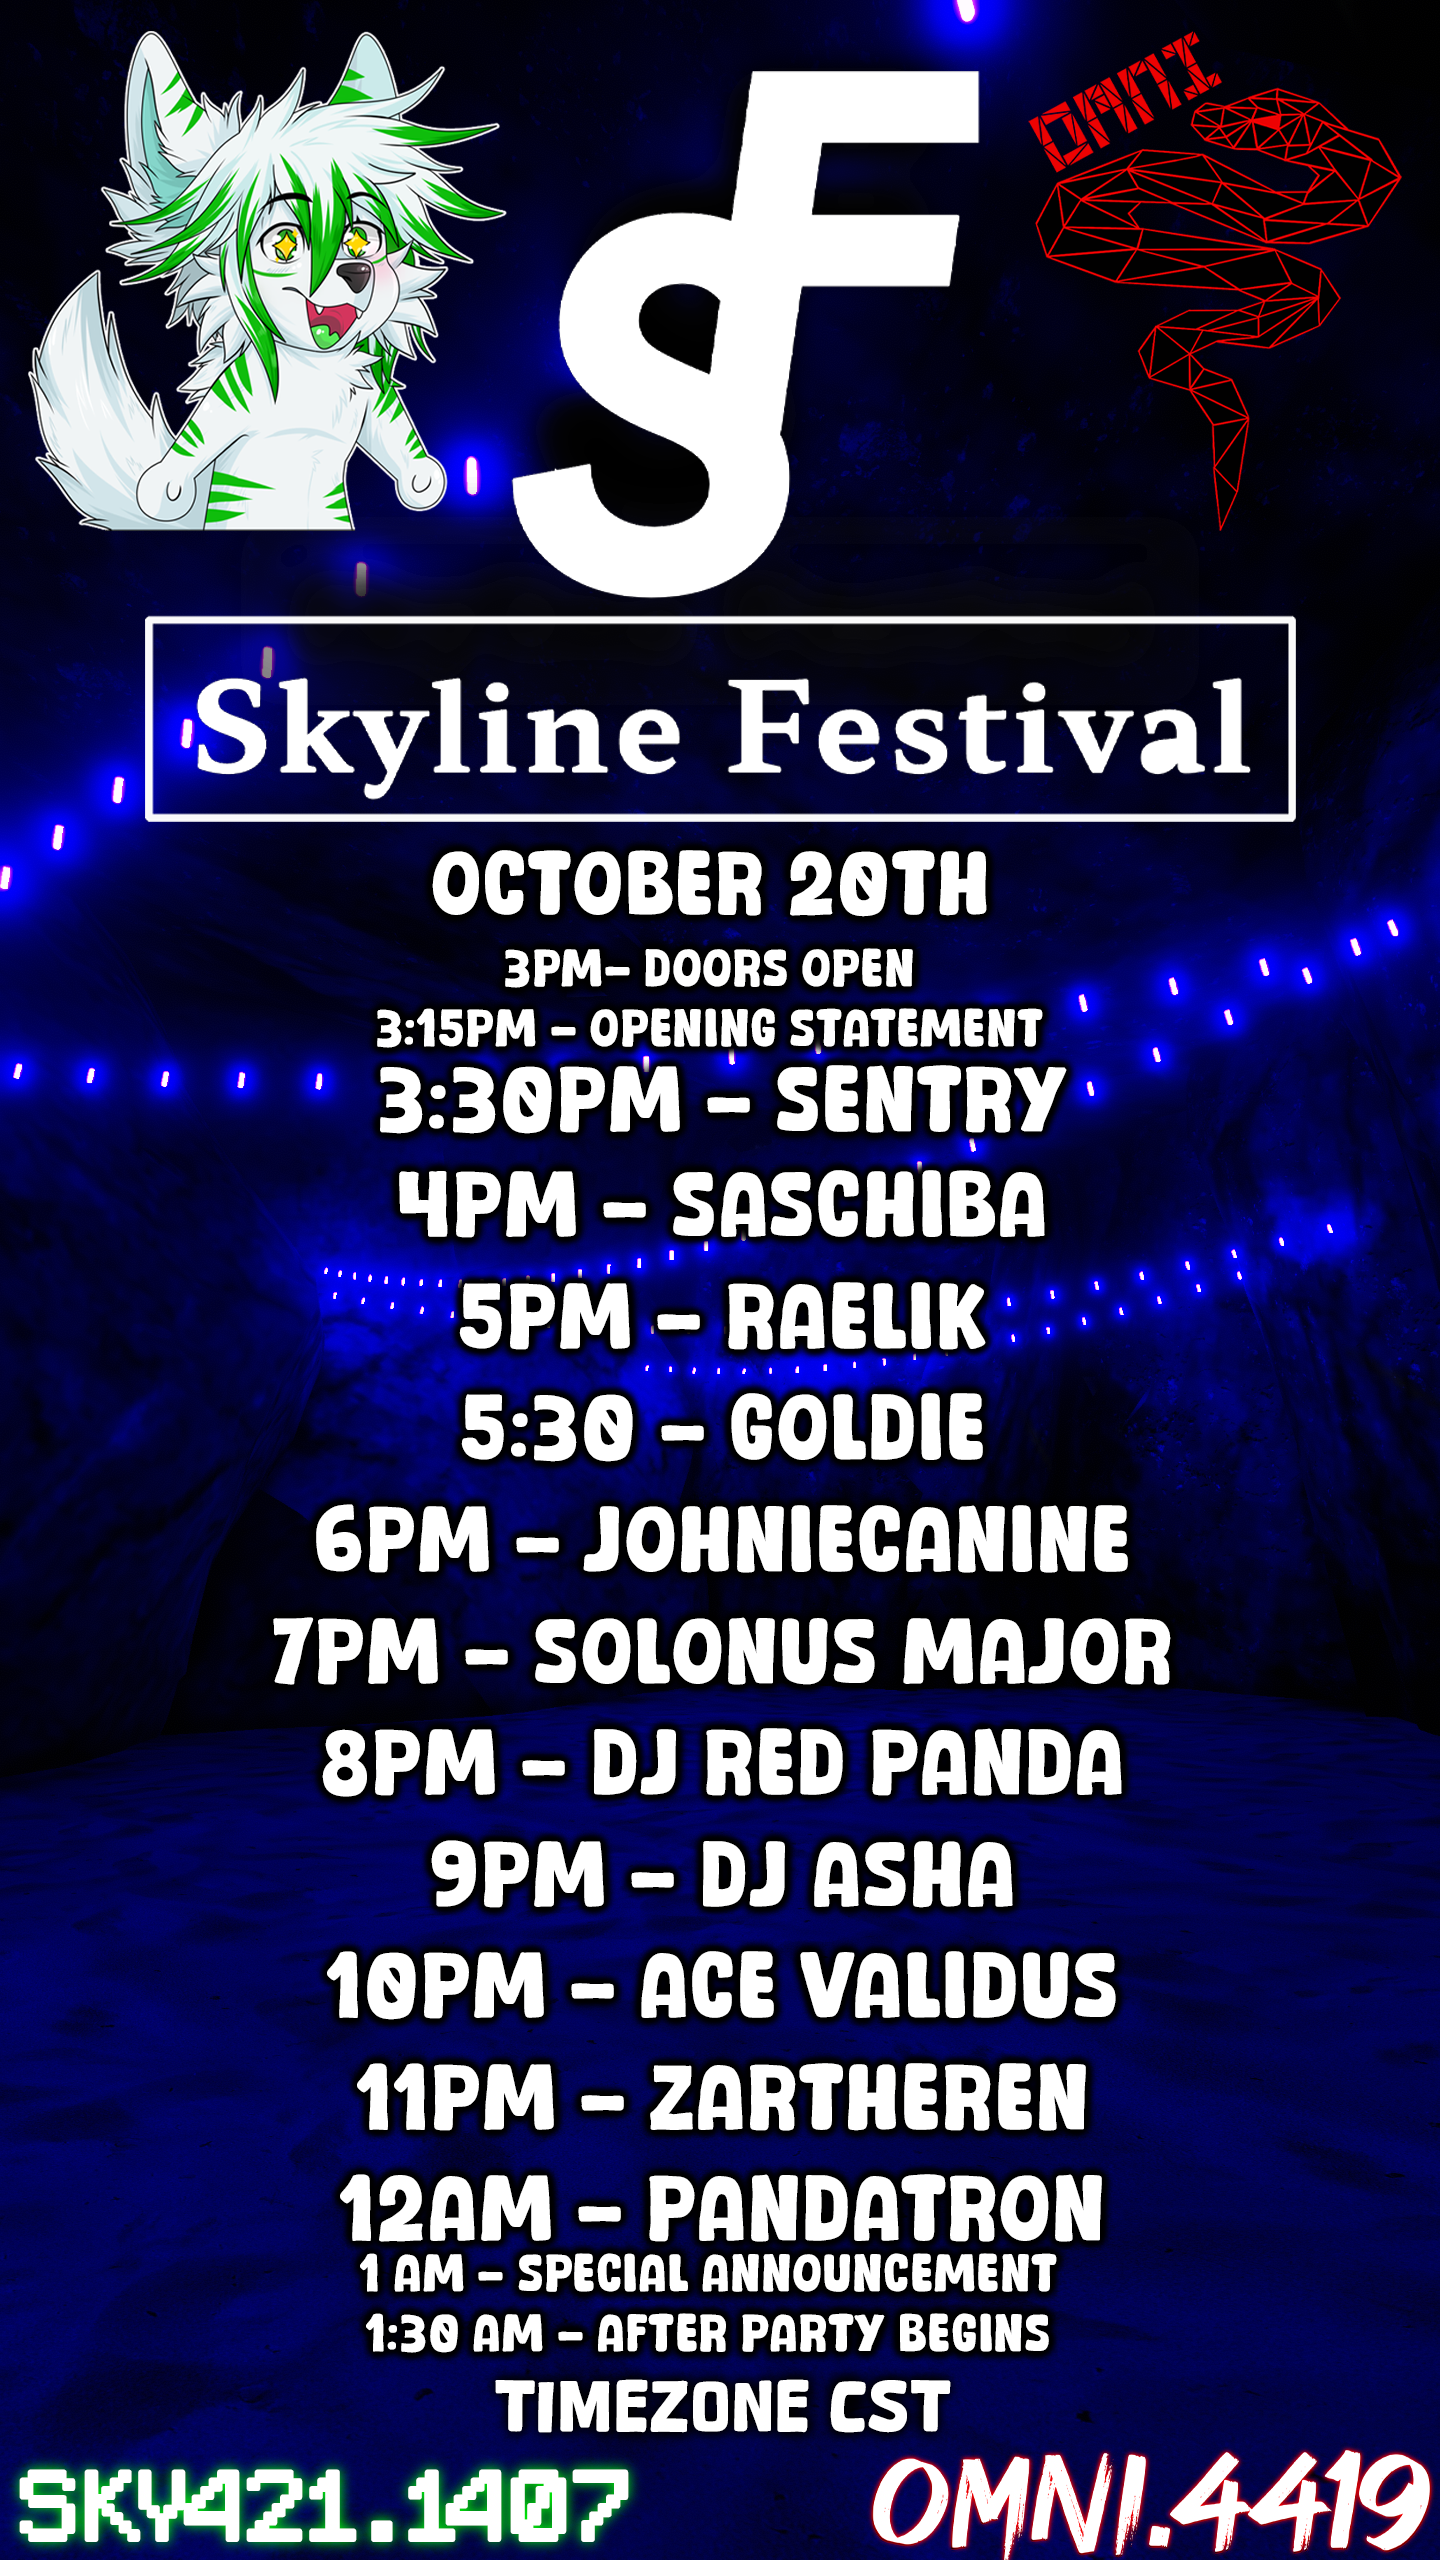 OMNI
SF
Skyline Festival
OCTOBER 20TH
3PM- DOORS OPEN
3:15PM - OPENING STATEMENT
3:30PM - SENTRY
4PM - SASCHIBA
5PM - RAELIK
5:30 - GOLDIE
6PM - JOHNIECANINE
7PM - SOLONUS MAJOR
8PM - DJ RED PANDA
9PM - DJ ASHA
10PM - ACE VALIDUS
11PM - ZARTHEREN
12AM - PANDATRON
1 AM - SPECIAL ANNOUNCEMENT
1:30 AM - AFTER PARTY BEGINS
TIMEZONE CST
SKY421.1407
OMNI.4419